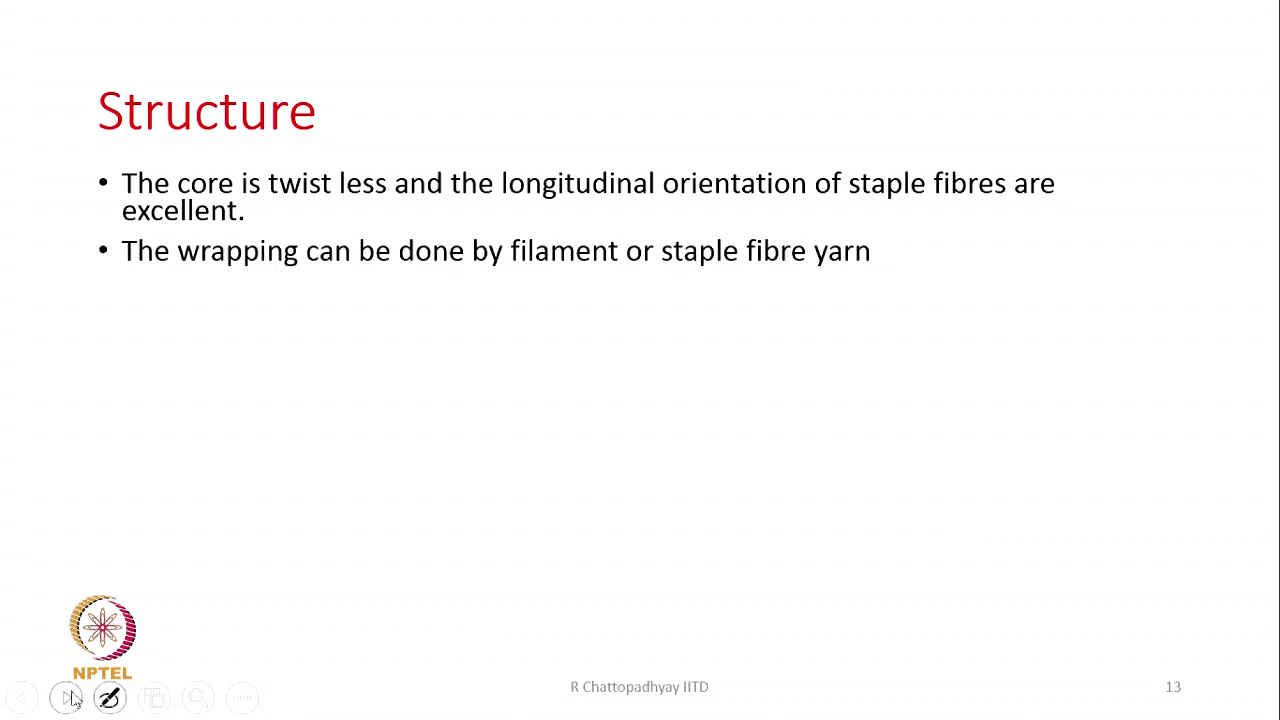 Structure
• The core is twist less and the longitudinal orientation of staple fibres are
excellent.
• The wrapping can be done by filament or staple fibre yarn
NPTEL
R Chattopadhyay IITD
13